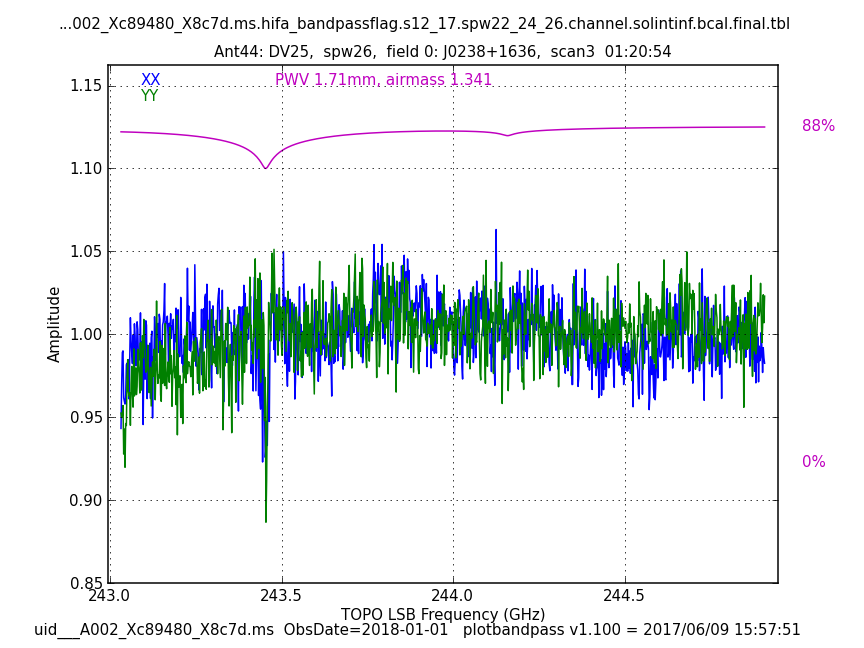 ...002_Xc89480_X8c7d.ms.hifa_bandpassflag.s12_17.spw22_24_26.channel.solintinf.bcal.final.tbl
Ant44: DV25,  spw26,  field 0: J0238+1636,  scan3  01:20:54
XX
PWV 1.71mm, airmass 1.341
YY
88%
0%
1.15
1.10
1.05
1.00
0.95
0.90
0.85
Amplitude
243.0
243.5
244.0
244.5
TOPO LSB Frequency (GHz)
uid___A002_Xc89480_X8c7d.ms  ObsDate=2018-01-01   plotbandpass v1.100 = 2017/06/09 15:57:51